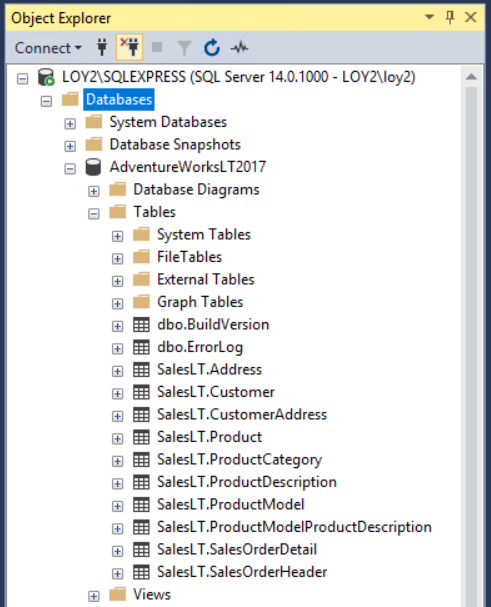 Object Explorer
Connect
LOY2\SQLEXPRESS (SQL Server 14.0.1000 - LOY2\loy2)
Databases
System Databases
Database Snapshots
AdventureWorksLT2017
Database Diagrams
Tables
System Tables
FileTables
External Tables
Graph Tables
dbo.BuildVersion
dbo.ErrorLog
SalesLT.Address
SalesLT.Customer
SalesLT.CustomerAddress
SalesLT.Product
SalesLT.ProductCategory
SalesLT.ProductDescription
SalesLT.ProductModel
SalesLT.ProductModelProductDescription
SalesLT.SalesOrderDetail
SalesLT.SalesOrderHeader
Views